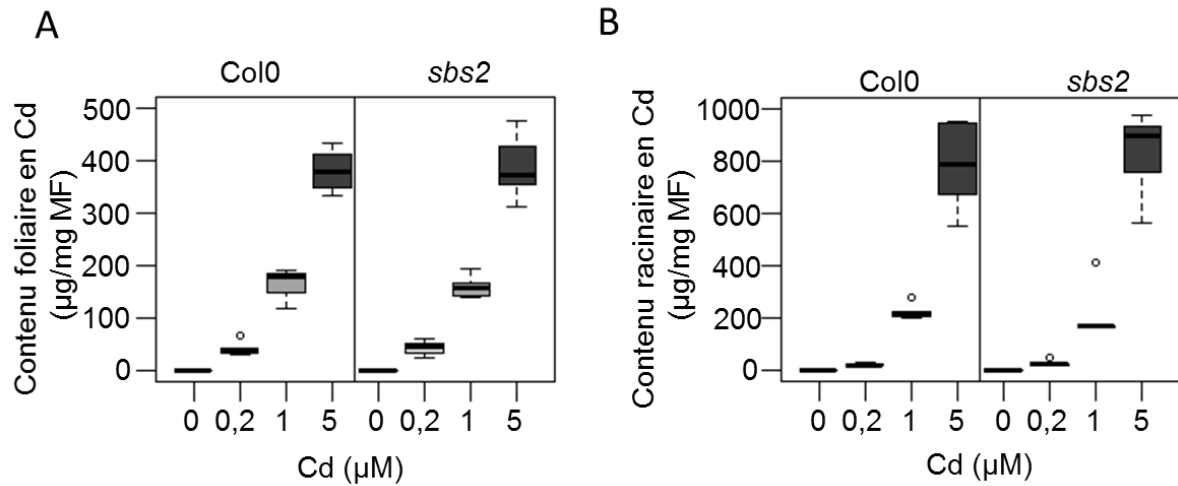 A
Col0
sbs2
Contenu foliaire en Cd
(µg/mg MF)
500
400
300
200
100
0
0
0,2
1
5
0
0,2
1
5
Cd (µM)
B
Col0
sbs2
Contenu racinaire en Cd
(µg/mg MF)
1000
800
600
400
200
0
0
0,2
1
5
0
0,2
1
5
Cd (µM)